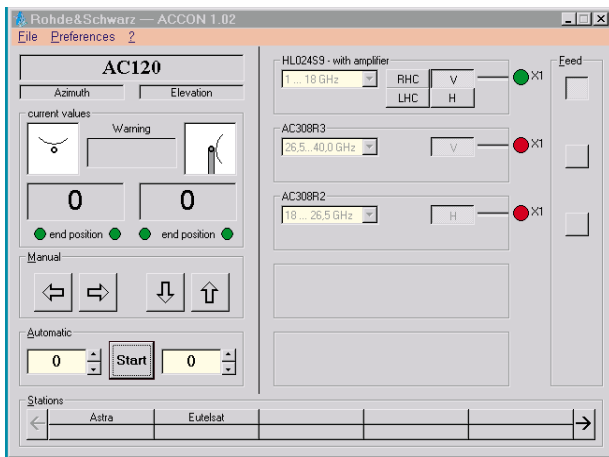 Rohde&Schwarz — ACCON 1.02
File Preferences ?
AC120
Azimuth Elevation
current values
Warning
0 0
end position end position
Manual
Automatic
0 Start 0
HL024S9 - with amplifier
1 ... 18 GHz RHC V X1
LHC H
AC308R3
26,5...40,0 GHz V X1
AC308R2
18 ... 26,5 GHz H X1
Feed
Stations
Astra Eutelsat